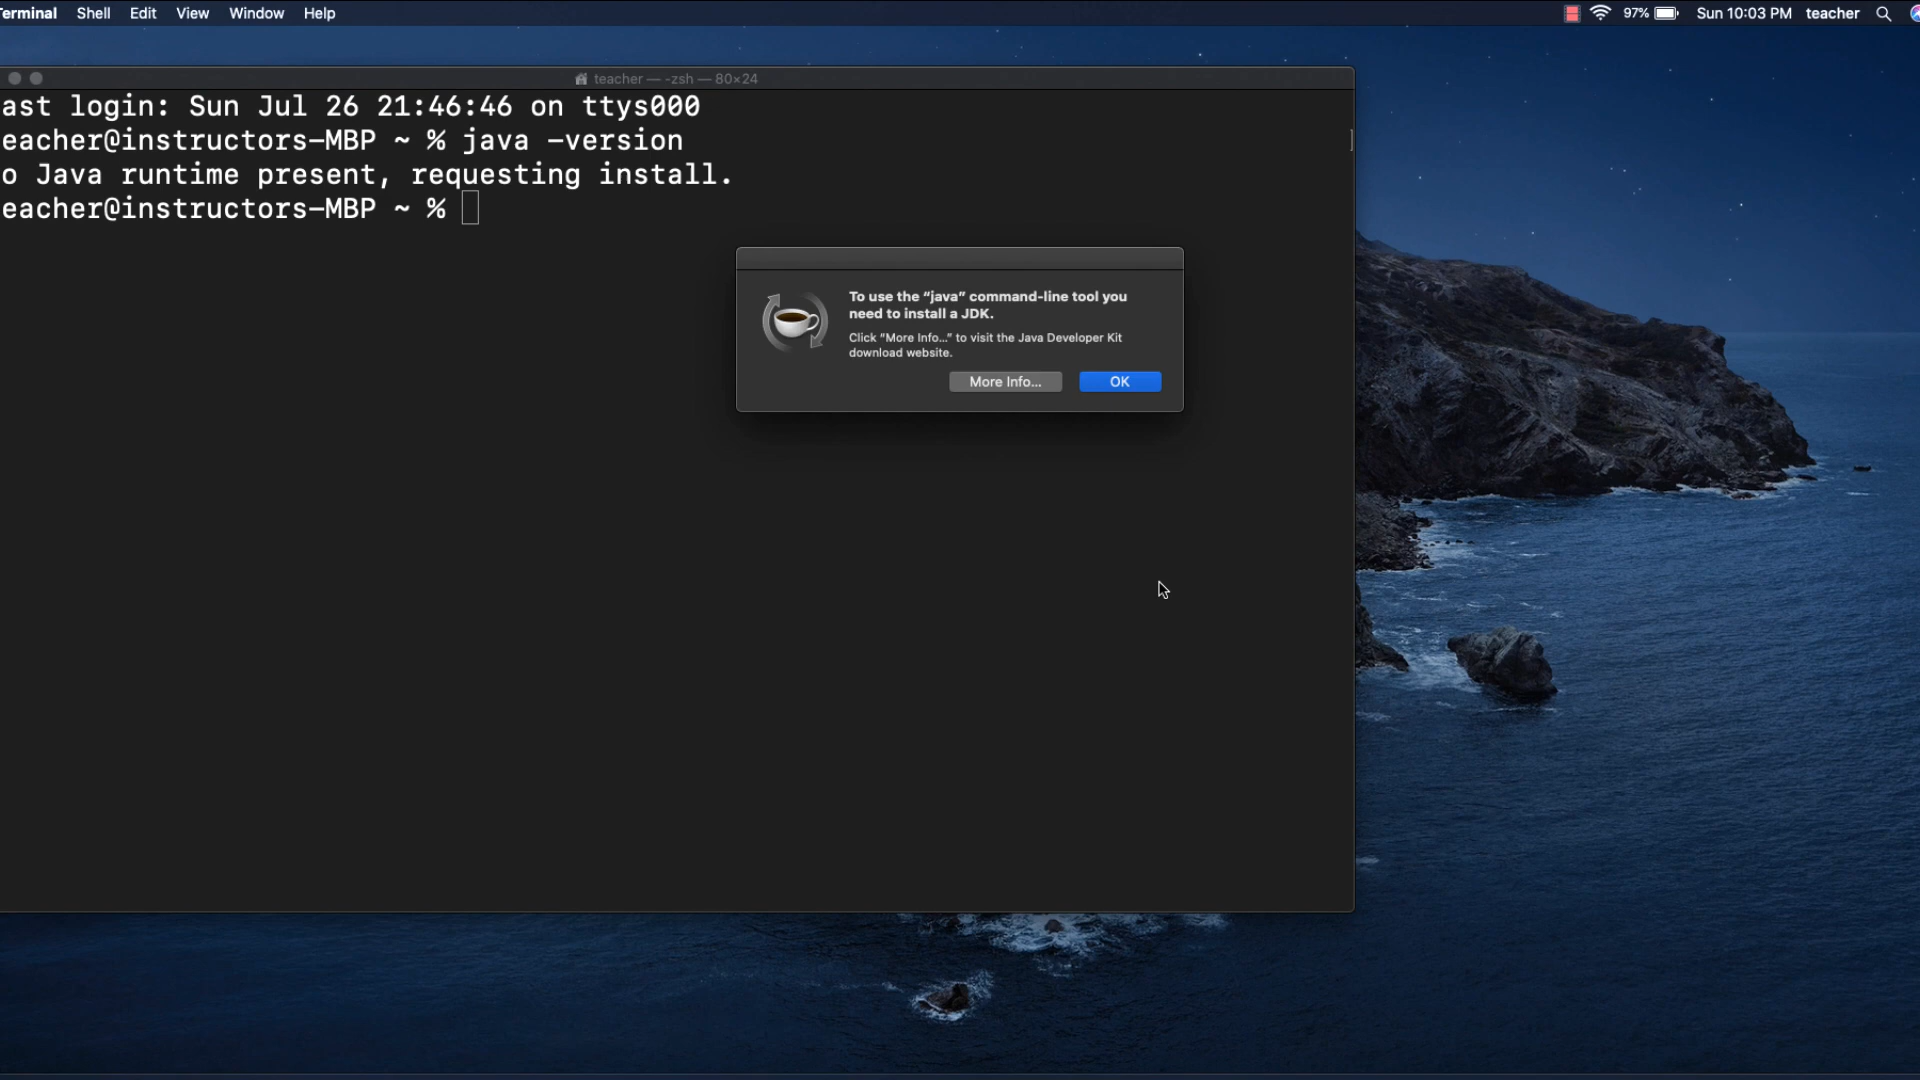 erminal Shell Edit View Window Help 97% Sun 10:03 PM teacher
teacher — -zsh — 80×24
ast login: Sun Jul 26 21:46:46 on ttys000
eacher@instructors-MBP ~ % java -version
o Java runtime present, requesting install.
eacher@instructors-MBP ~ %
To use the “java” command-line tool you
need to install a JDK.
Click “More Info...” to visit the Java Developer Kit
download website.
More Info... OK